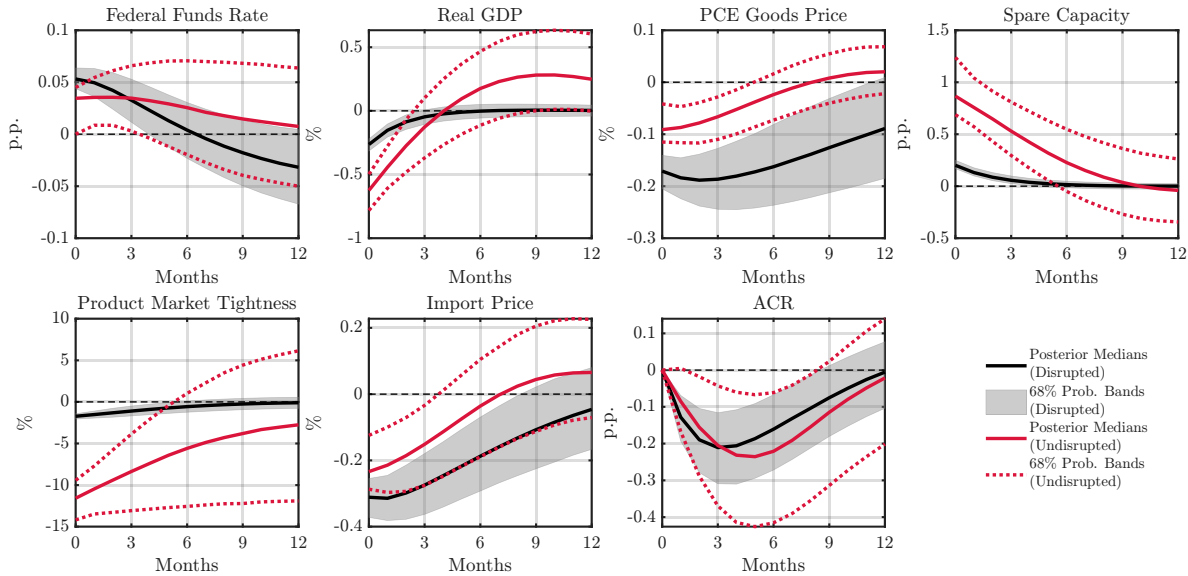 Federal Funds Rate
0.1
0.05
0
-0.05
-0.1
p.p.
0 3 6 9 12
Months
Real GDP
0.5
0
-0.5
-1
%
0 3 6 9 12
Months
PCE Goods Price
0.1
0
-0.1
-0.2
-0.3
%
0 3 6 9 12
Months
Spare Capacity
1.5
1.0
0.5
0
0.5
p.p.
0 3 6 9 12
Months
Product Market Tightness
10
5
0
-5
-10
-15
%
0 3 6 9 12
Months
Import Price
0.2
0
-0.2
-0.4
%
0 3 6 9 12
Months
ACR
0.1
0
-0.1
-0.2
-0.3
-0.4
p.p.
0 3 6 9 12
Months
Posterior Medians
(Disrupted)
68% Prob. Bands
(Disrupted)
Posterior Medians
(Undisrupted)
68% Prob. Bands
(Undisrupted)